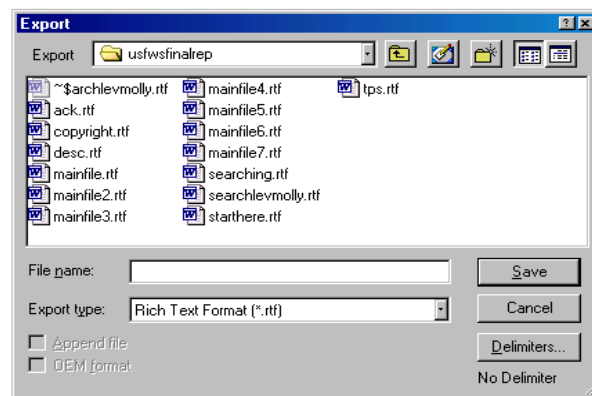 Export
Export usfwsfinalrep
~$archlevmolly.rtf mainfile4.rtf tps.rtf
ack.rtf mainfile5.rtf
copyright.rtf mainfile6.rtf
desc.rtf mainfile7.rtf
mainfile.rtf searching.rtf
mainfile2.rtf searchlevmolly.rtf
mainfile3.rtf starthere.rtf
File name: Save
Export type: Rich Text Format (*.rtf) Cancel
Append file Delimiters...
OEM format
No Delimiter